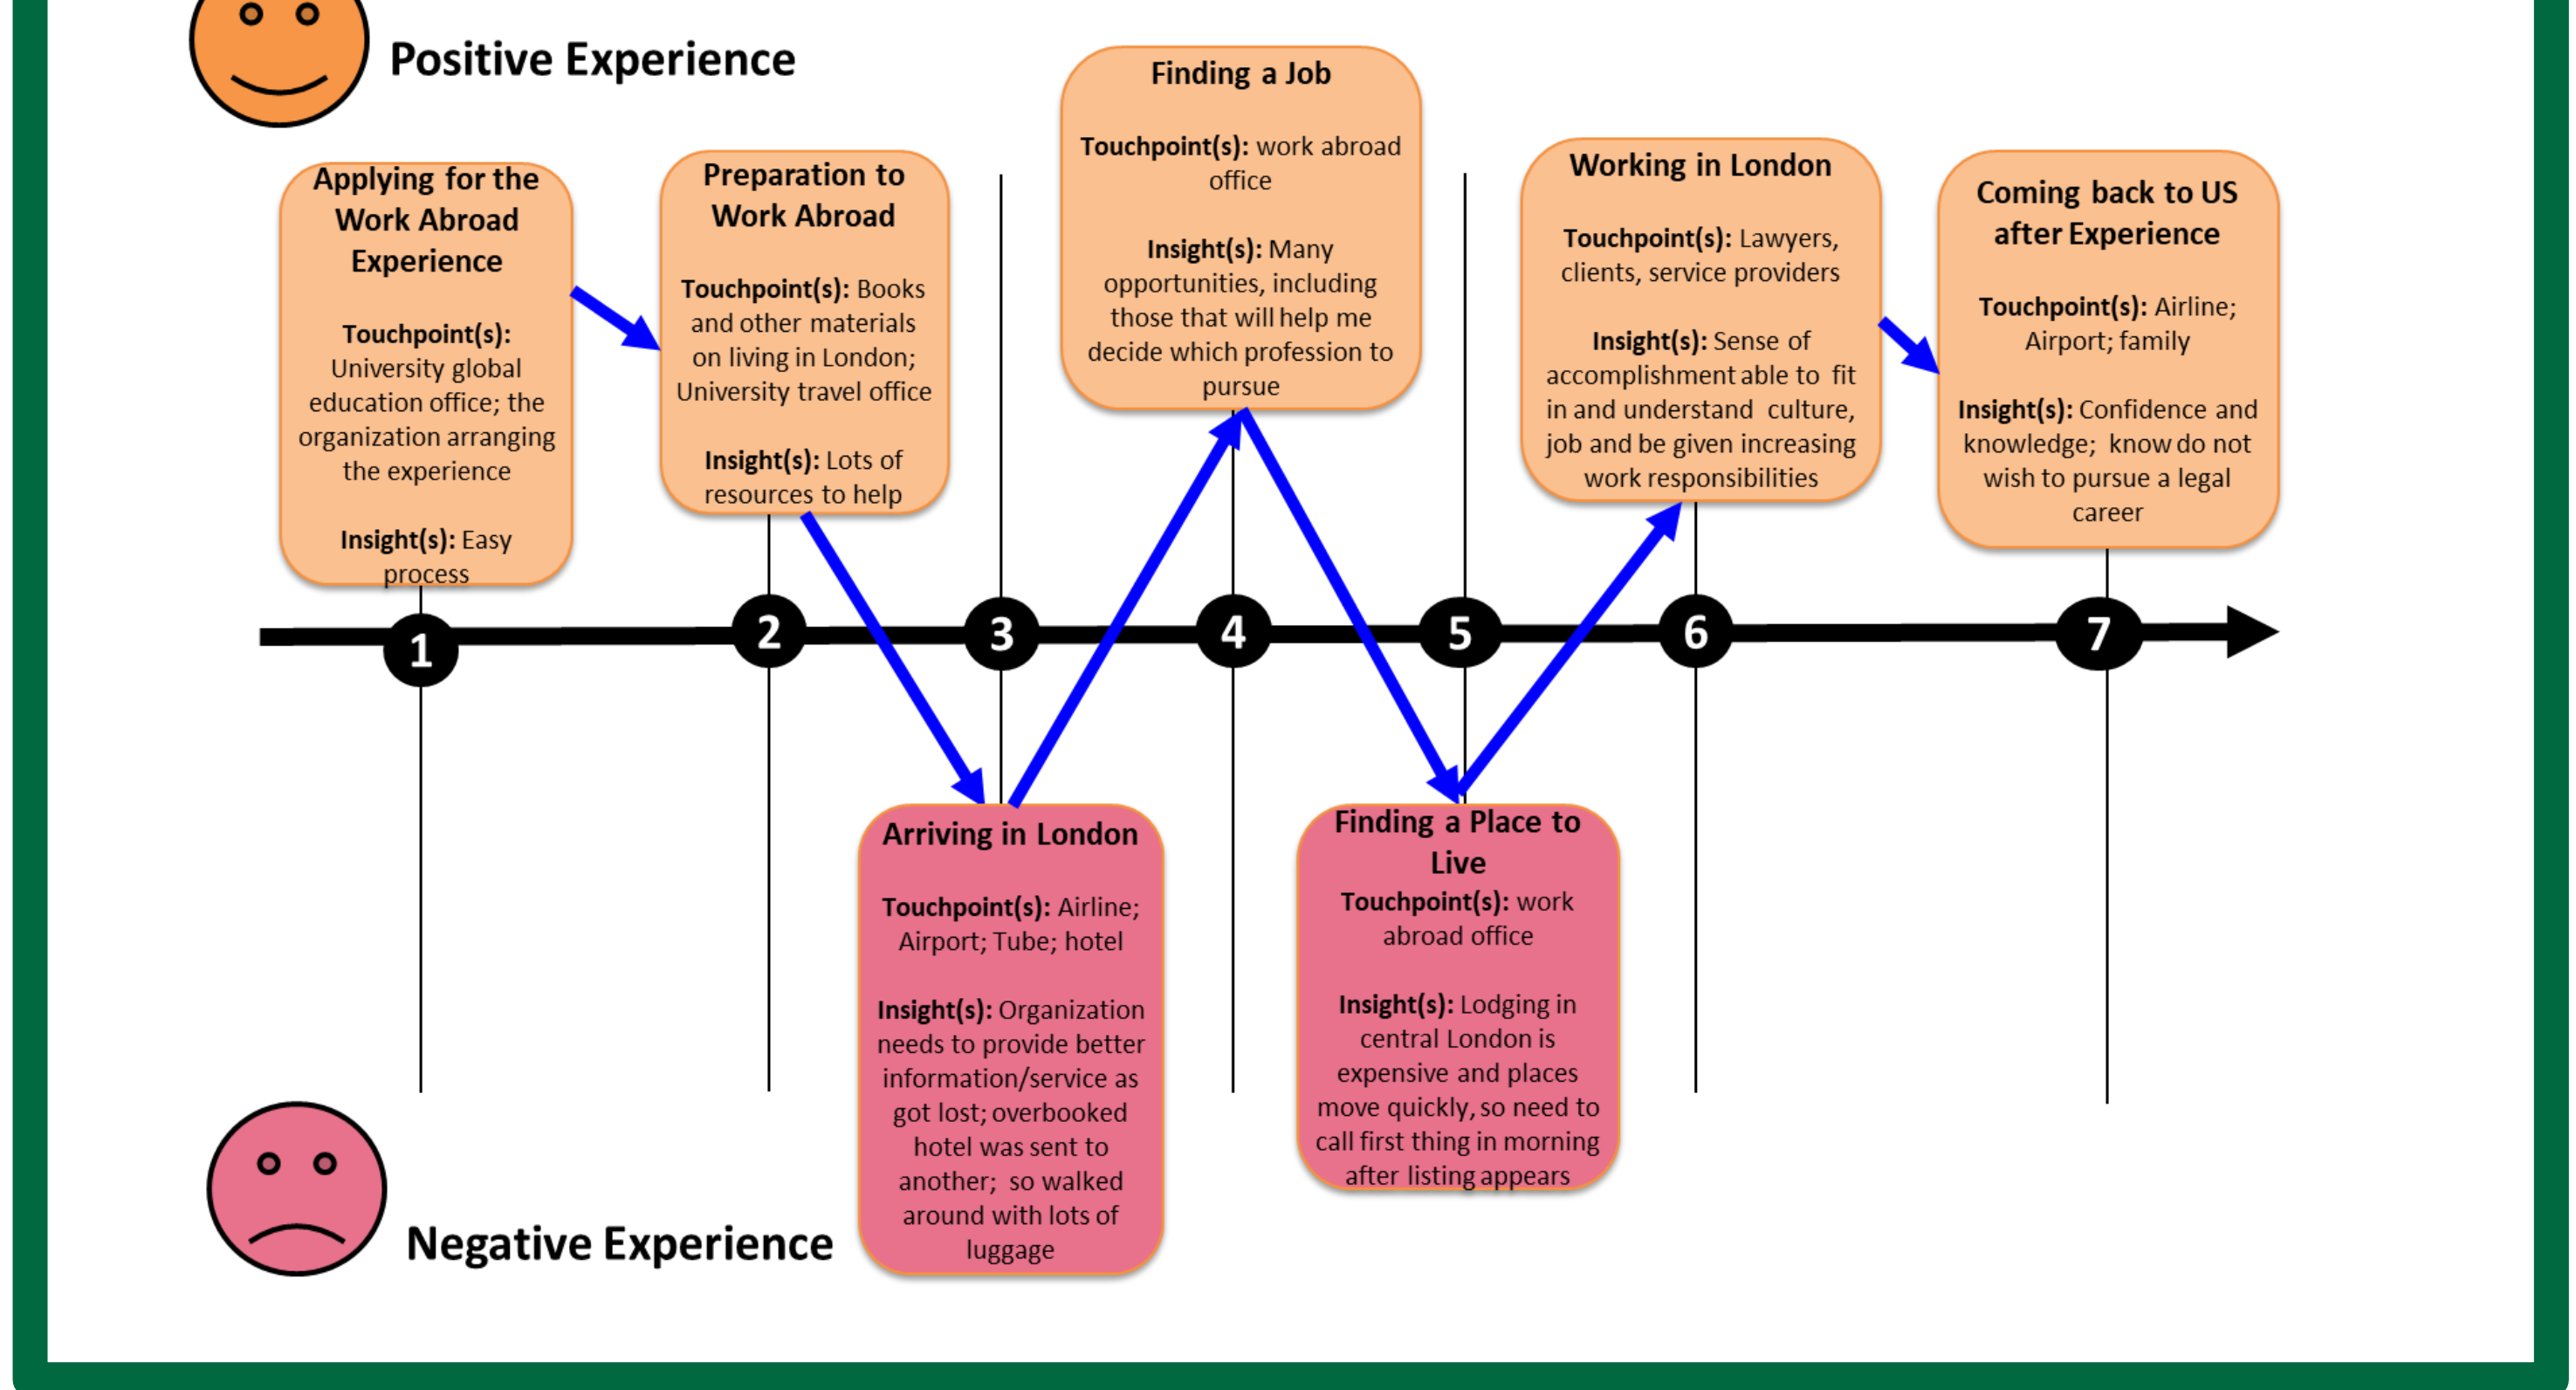 Positive Experience
Applying for the
Work Abroad
Experience
Touchpoint(s):
University global
education office; the
organization arranging
the experience
Insight(s): Easy
process
Preparation to
Work Abroad
Touchpoint(s): Books
and other materials
on living in London;
University travel office
Insight(s): Lots of
resources to help
Finding a Job
Touchpoint(s): work abroad
office
Insight(s): Many
opportunities, including
those that will help me
decide which profession to
pursue
Working in London
Touchpoint(s): Lawyers,
clients, service providers
Insight(s): Sense of
accomplishment able to fit
in and understand culture,
job and be given increasing
work responsibilities
Coming back to US
after Experience
Touchpoint(s): Airline;
Airport; family
Insight(s): Confidence and
knowledge; know do not
wish to pursue a legal
career
1
2
3
4
5
6
7
Arriving in London
Touchpoint(s): Airline;
Airport; Tube; hotel
Insight(s): Organization
needs to provide better
information/service as
got lost; overbooked
hotel was sent to
another; so walked
around with lots of
luggage
Finding a Place to
Live
Touchpoint(s): work
abroad office
Insight(s): Lodging in
central London is
expensive and places
move quickly, so need to
call first thing in morning
after listing appears
Negative Experience